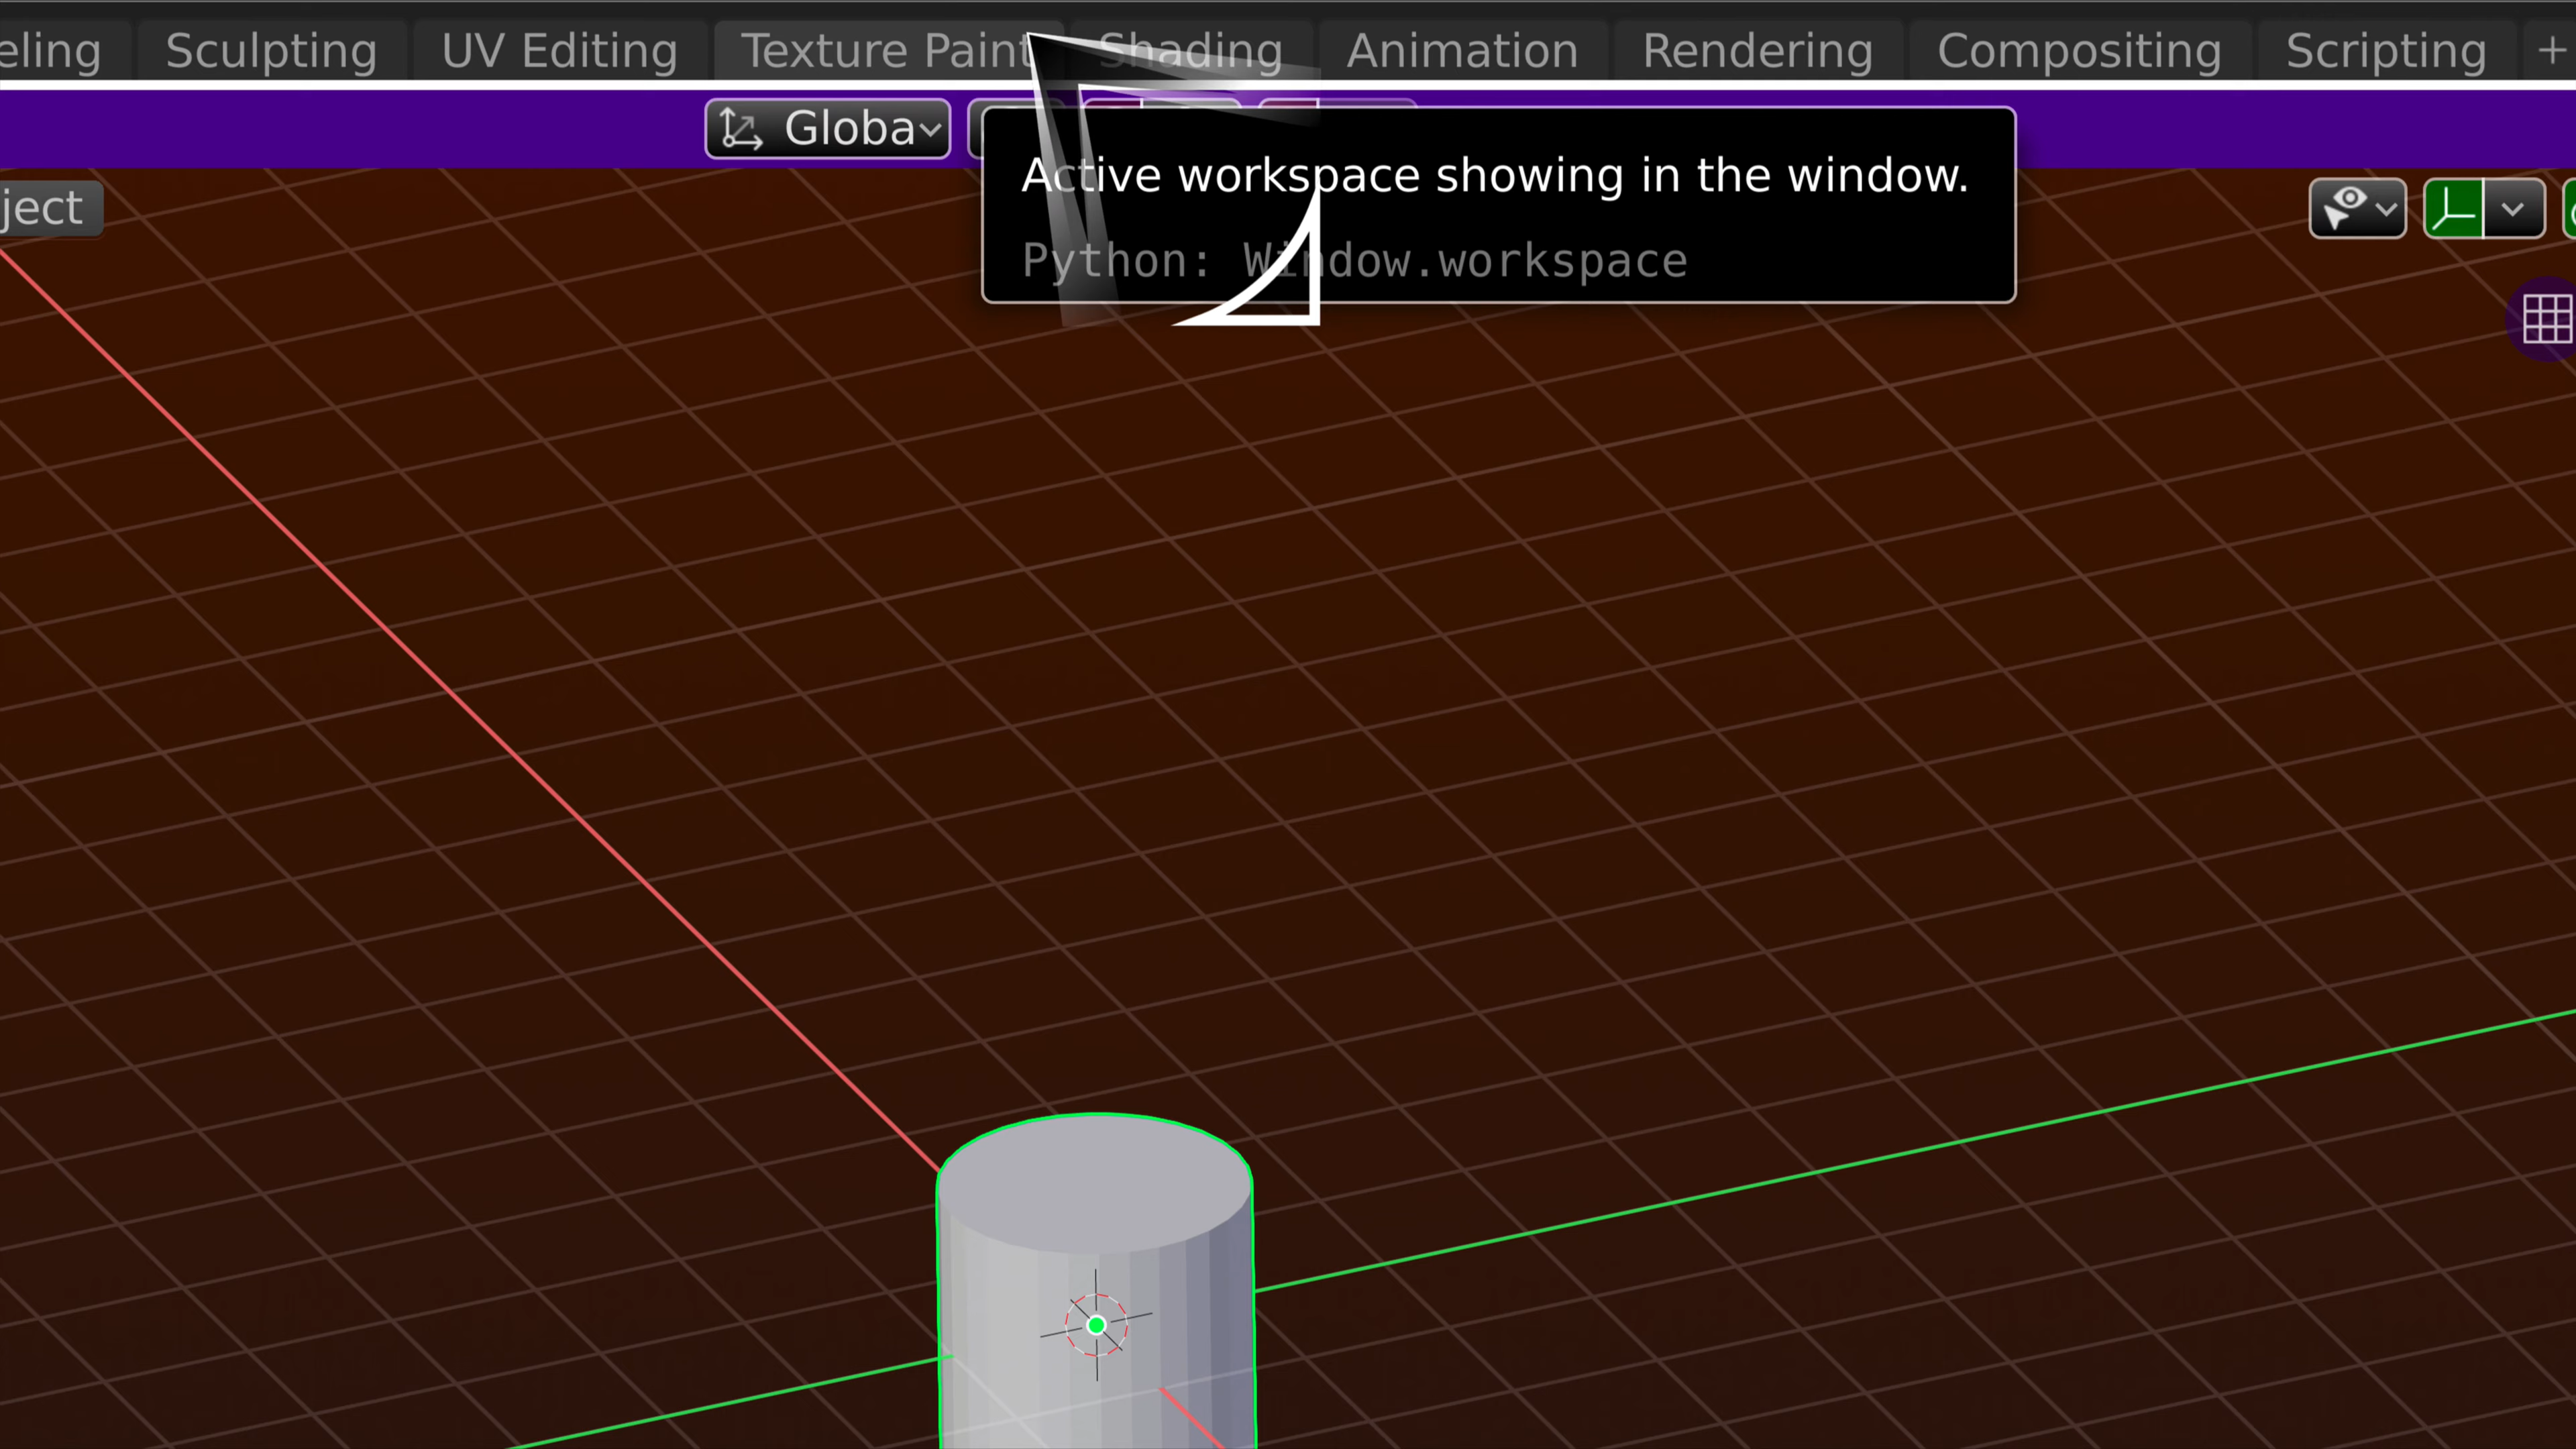 eling Sculpting UV Editing Texture Paint Shading Animation Rendering Compositing Scripting +
Globa
Active workspace showing in the window.
ject
Python: Window.workspace